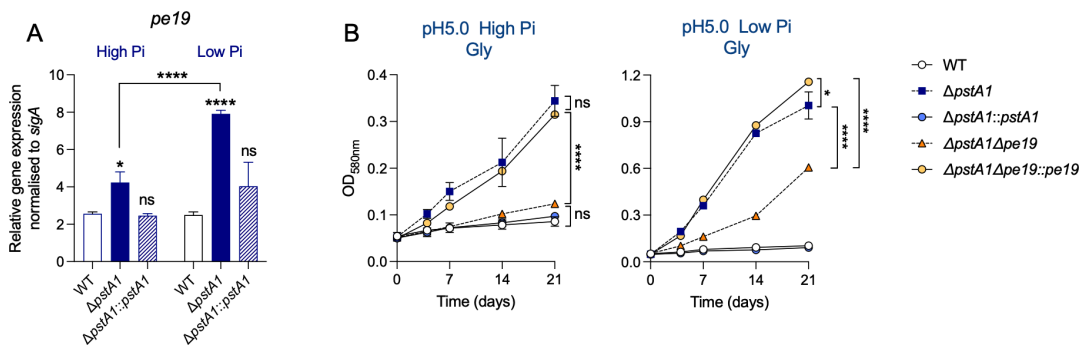 A
pe19
High Pi
Low Pi
****
*
ns
****
ns
Relative gene expression
normalised to sigA
10
8
6
4
2
0
WT
ΔpstA1
ΔpstA1::pstA1
WT
ΔpstA1
ΔpstA1::pstA1
B
pH5.0 High Pi
Gly
OD580nm
0.4
0.3
0.2
0.1
0.0
0
7
14
21
Time (days)
ns
****
ns
pH5.0 Low Pi
Gly
1.2
0.9
0.6
0.3
0.0
0
7
14
21
Time (days)
*
****
****
WT
ΔpstA1
ΔpstA1::pstA1
ΔpstA1Δpe19
ΔpstA1Δpe19::pe19